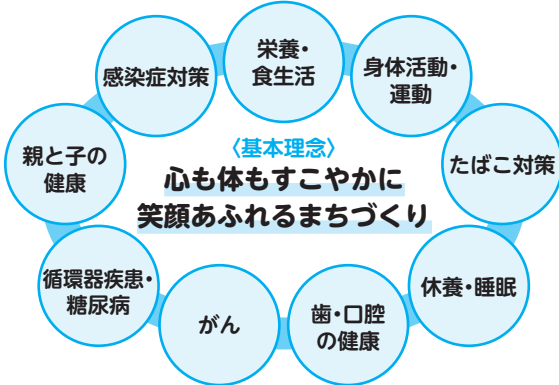 栄養・
食生活
身体活動・
運動
たばこ対策
休養・睡眠
歯・口腔
の健康
がん
循環器疾患・
糖尿病
親と子の
健康
感染症対策
〈基本理念〉
心も体もすこやかに
笑顔あふれるまちづくり